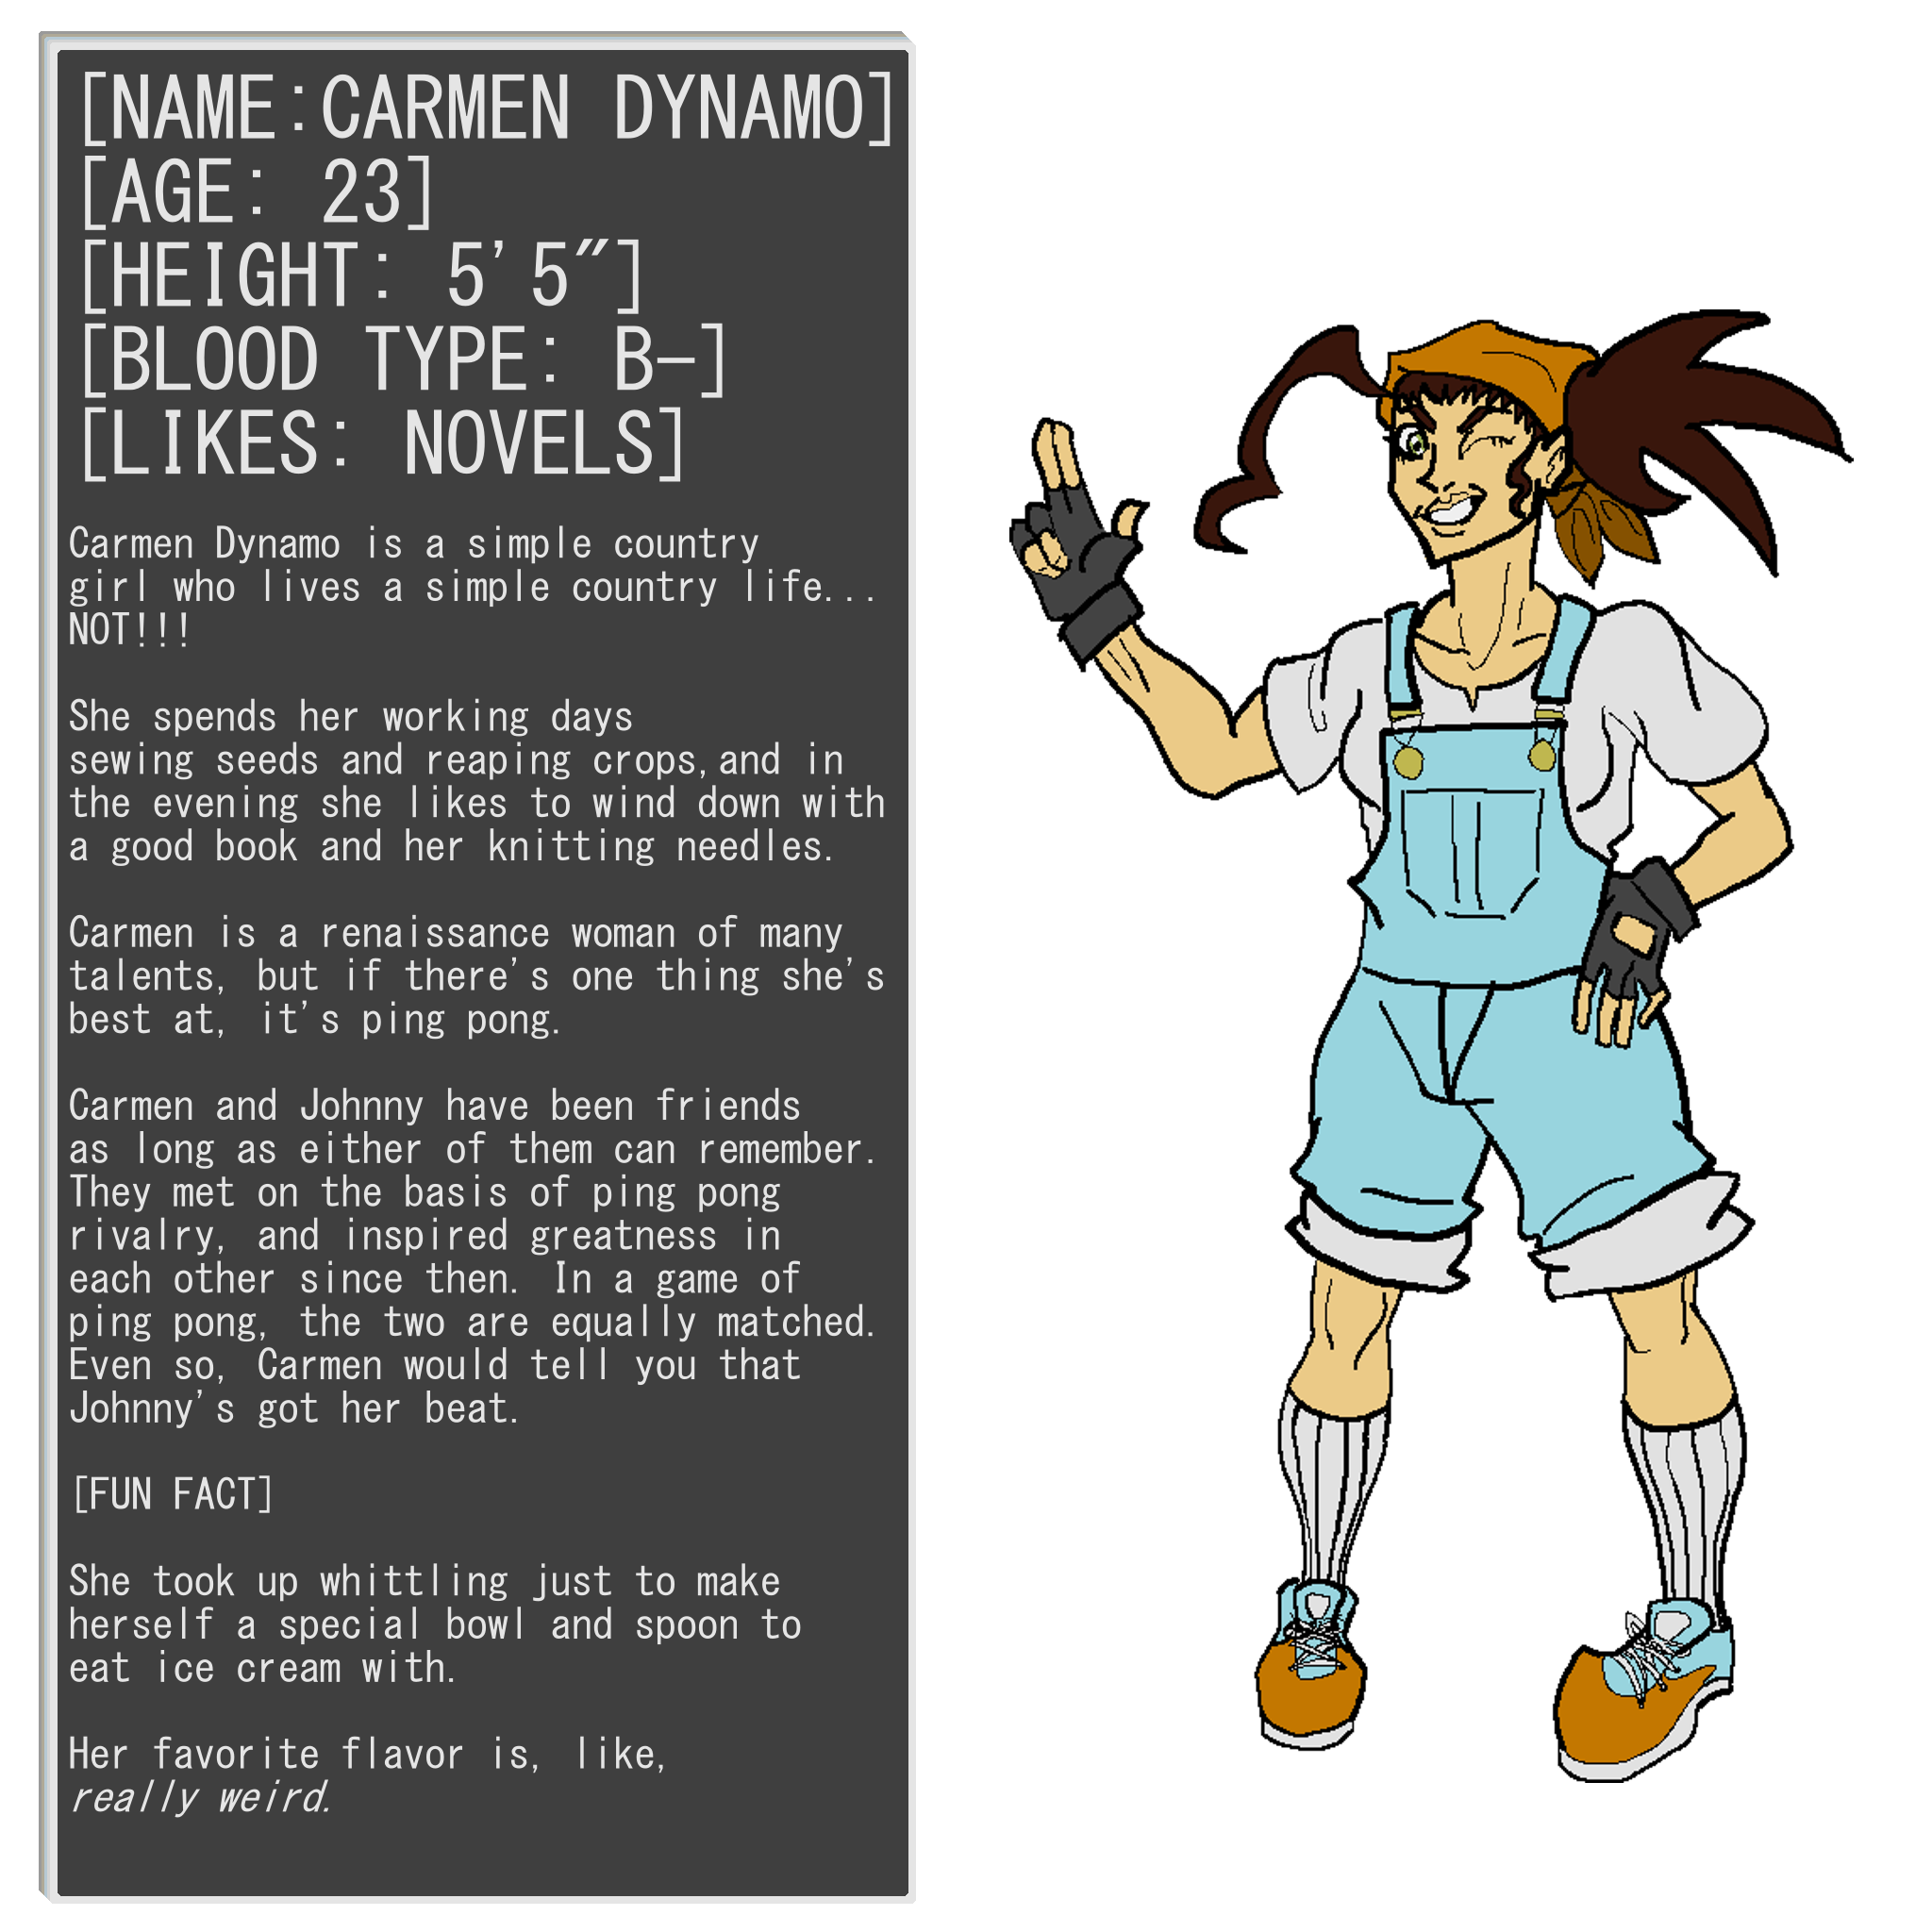 [NAME:CARMEN DYNAMO]
[AGE: 23]
[HEIGHT: 5'5"]
[BLOOD TYPE: B-]
[LIKES: NOVELS]
Carmen Dynamo is a simple country
girl who lives a simple country life...
NOT!!!
She spends her working days
sewing seeds and reaping crops,and in
the evening she likes to wind down with
a good book and her knitting needles.
Carmen is a renaissance woman of many
talents, but if there's one thing she's
best at, it's ping pong.
Carmen and Johnny have been friends
as long as either of them can remember.
They met on the basis of ping pong
rivalry, and inspired greatness in
each other since then. In a game of
ping pong, the two are equally matched.
Even so, Carmen would tell you that
Johnny's got her beat.
[FUN FACT]
She took up whittling just to make
herself a special bowl and spoon to
eat ice cream with.
Her favorite flavor is, like,
really weird.